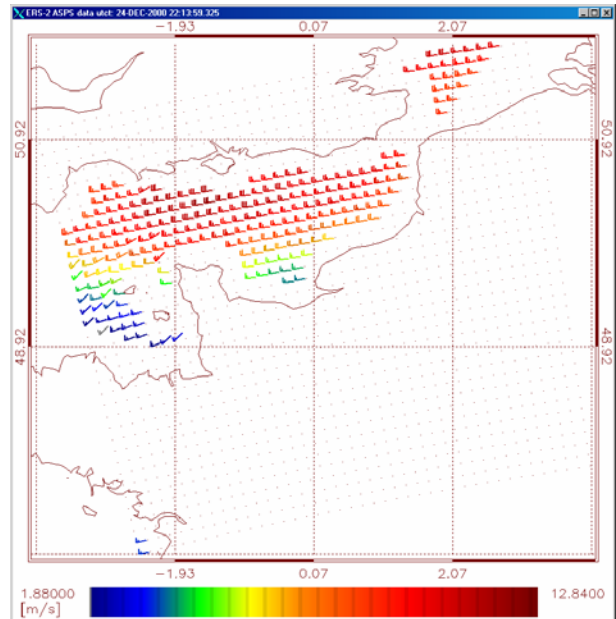 ERS-2 ASPS data utct: 24-DEC-2000 22:13:59.325
−1.93 0.07 2.07
50.92 50.92
48.92 48.92
−1.93 0.07 2.07
1.88000 12.8400
[m/s]